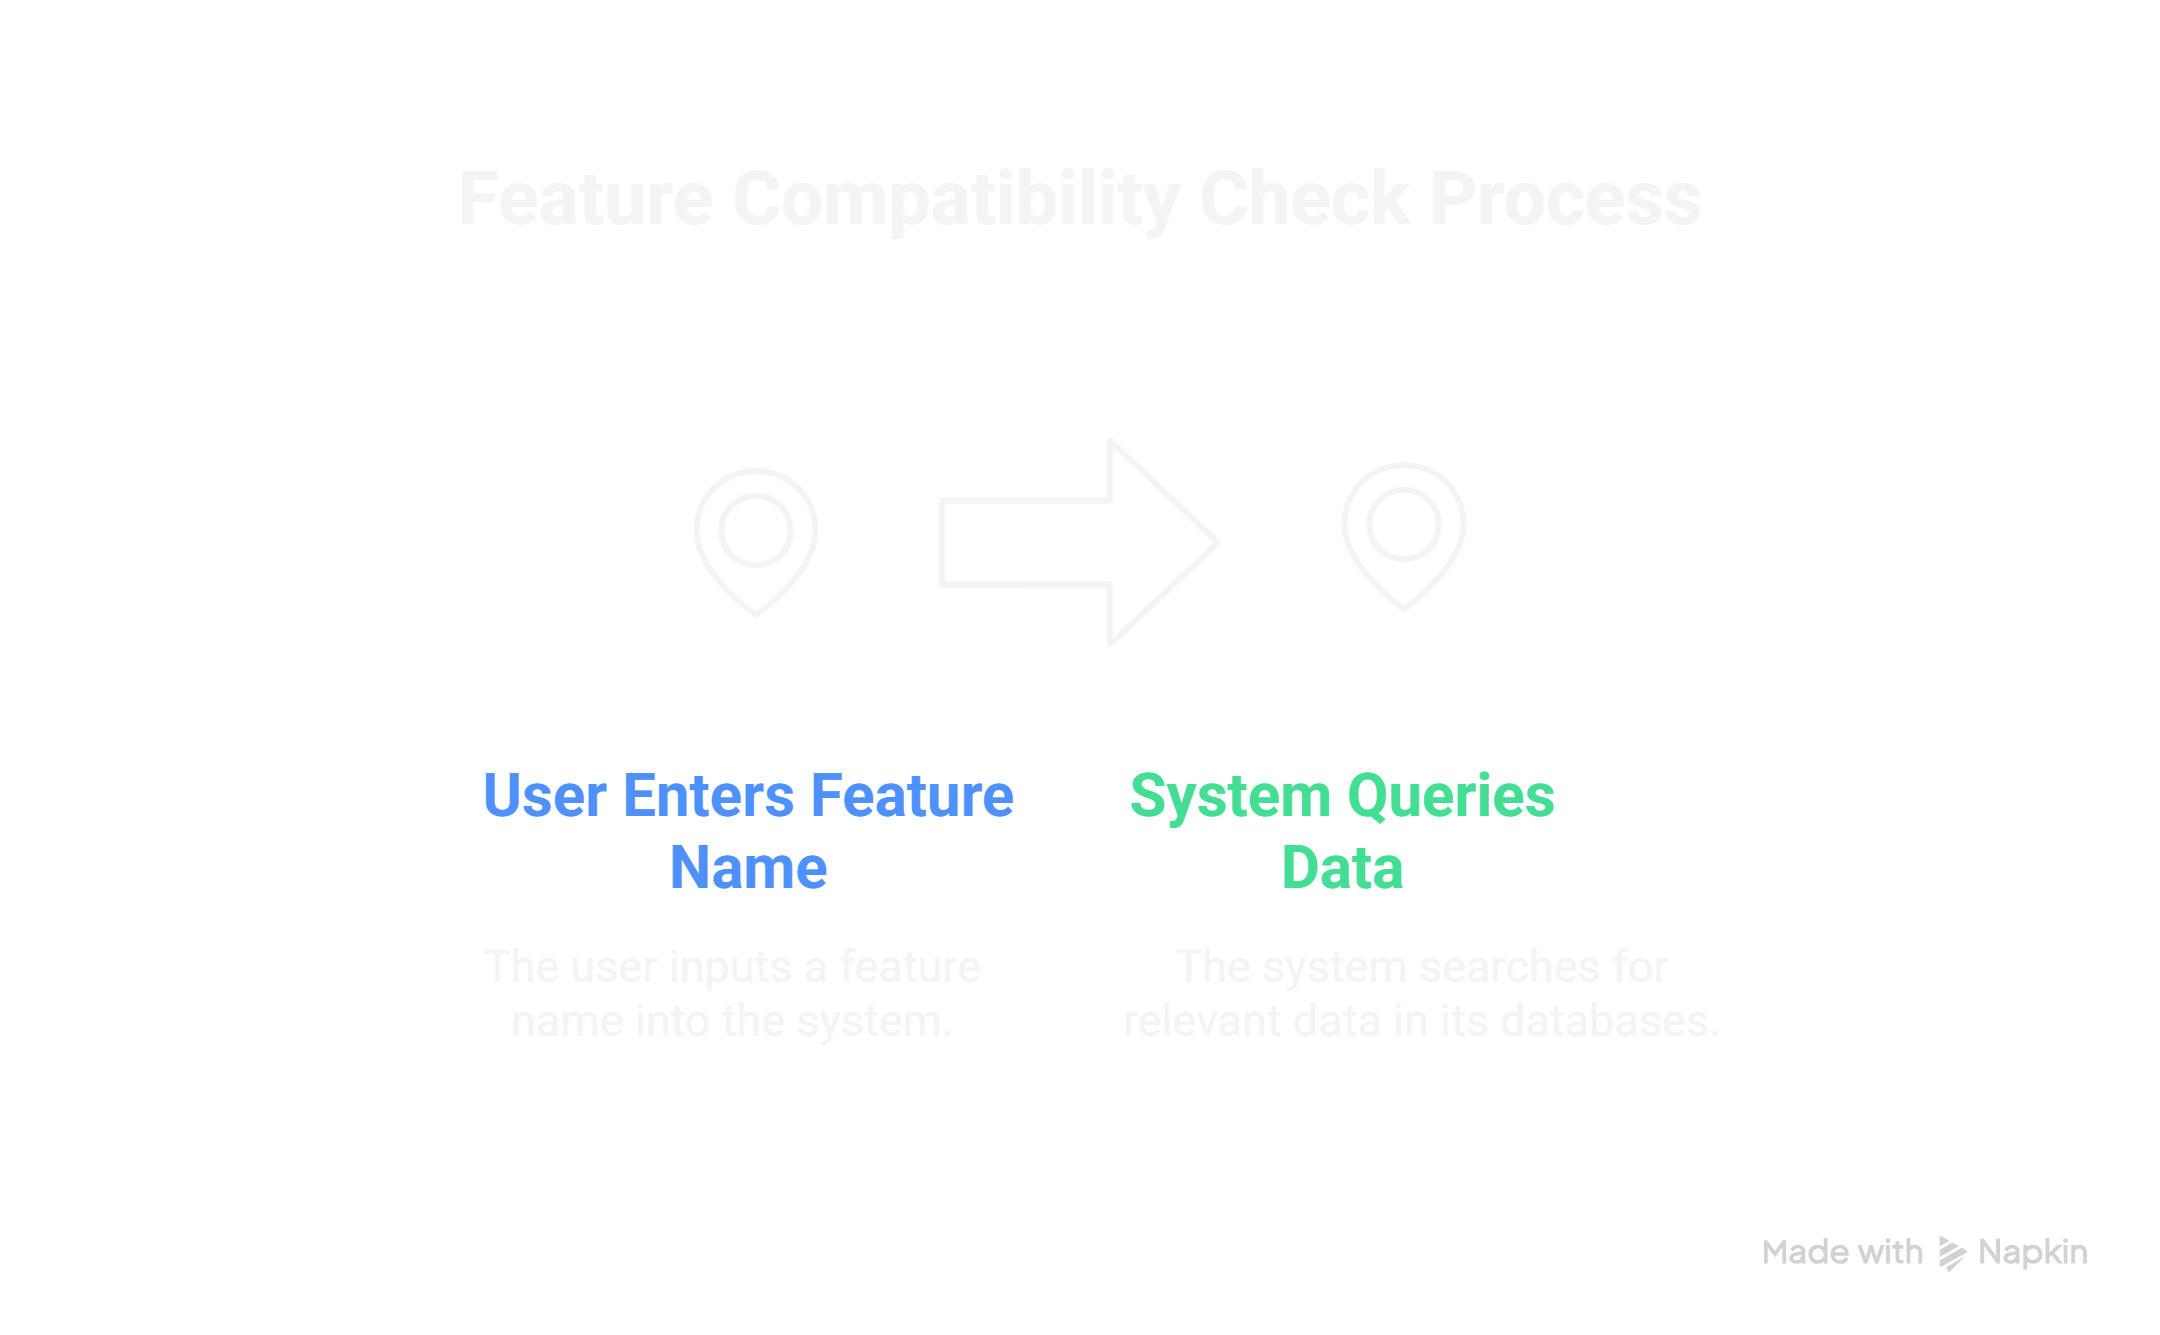 Feature Compatibility Check Process
User Enters Feature
Name
The user inputs a feature
name into the system.
System Queries
Data
The system searches for
relevant data in its databases.
Made with Napkin